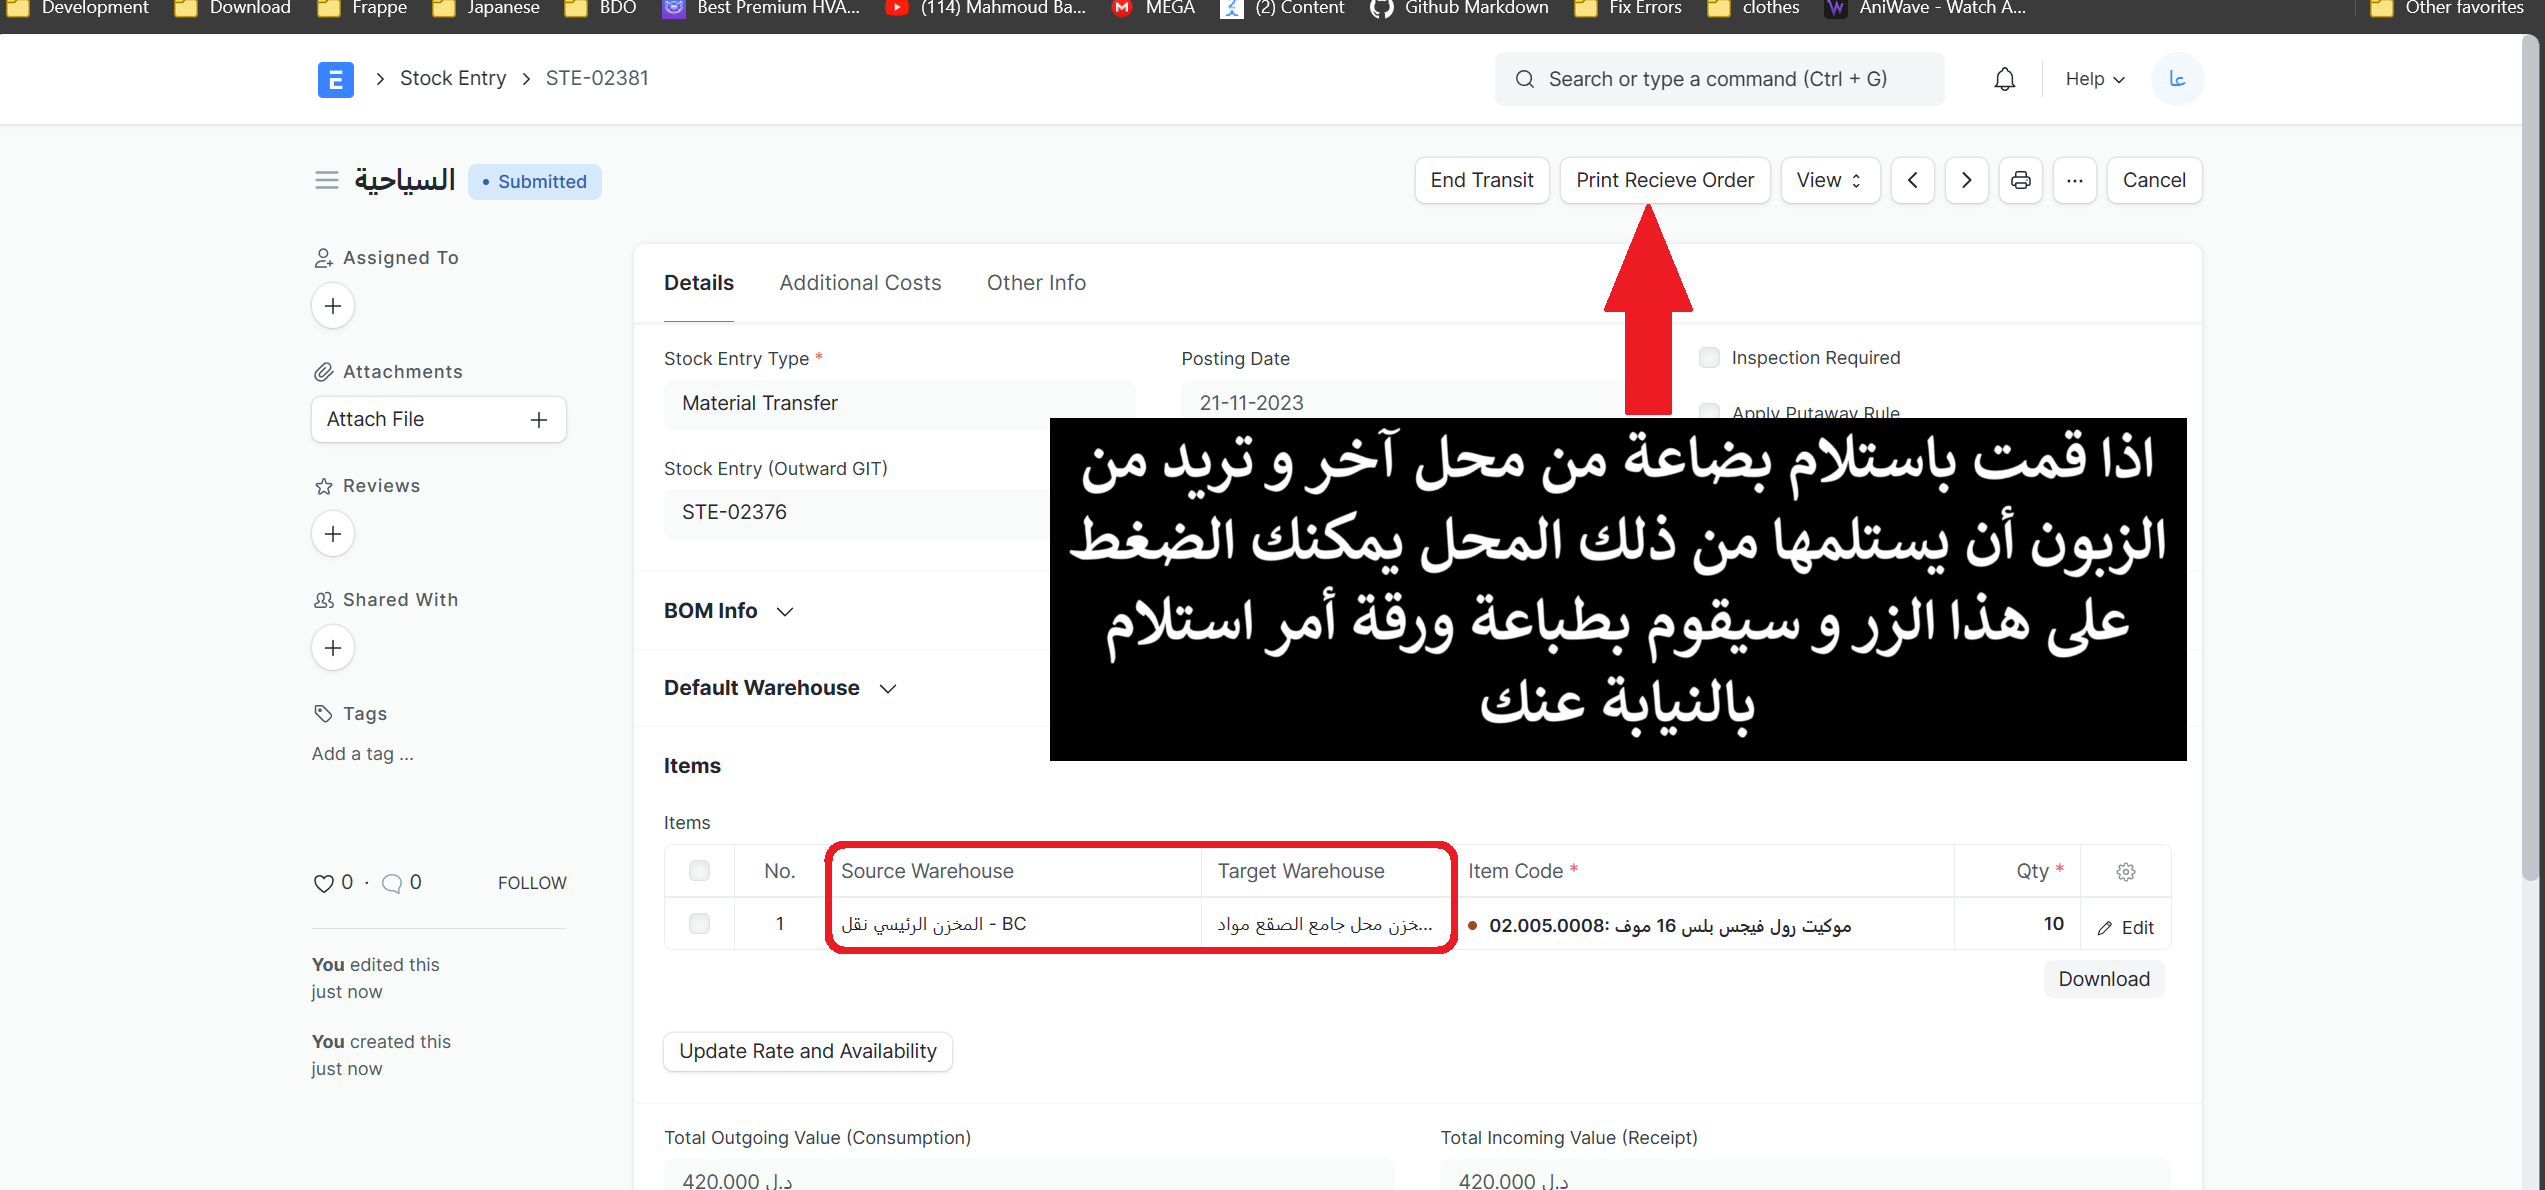 Development
Download
Frappe
Japanese
BDO
Best Premium HVA...
(114) Mahmoud Ba...
MEGA
(2) Content
Github Markdown
Fix Errors
clothes
AniWave - Watch A...
Other favorites
E
Stock Entry
STE-02381
Search or type a command (Ctrl + G)
Help
عا
السياحية
Submitted
End Transit
Print Recieve Order
View
Cancel
Assigned To
Attachments
Attach File
Reviews
Shared With
Tags
Add a tag ...
0 · 0
FOLLOW
You edited this
just now
You created this
just now
Details
Additional Costs
Other Info
Stock Entry Type *
Material Transfer
Posting Date
21-11-2023
Inspection Required
Apply Putaway Rule
Stock Entry (Outward GIT)
STE-02376
اذا قمت باستلام بضاعة من محل آخر و تريد من
الزبون أن يستلمها من ذلك المحل يمكنك الضغط
على هذا الزر و سيقوم بطباعة ورقة أمر استلام
بالنيابة عنك
BOM Info
Default Warehouse
Items
Items
No.
Source Warehouse
Target Warehouse
Item Code *
Qty *
1
المخزن الرئيسي نقل - BC
خزن محل جامع الصقع مواد...
02.005.0008: موكيت رول فيجس بلس 16 موف
10
Edit
Download
Update Rate and Availability
Total Outgoing Value (Consumption)
420.000 د.ل
Total Incoming Value (Receipt)
420.000 د.ل